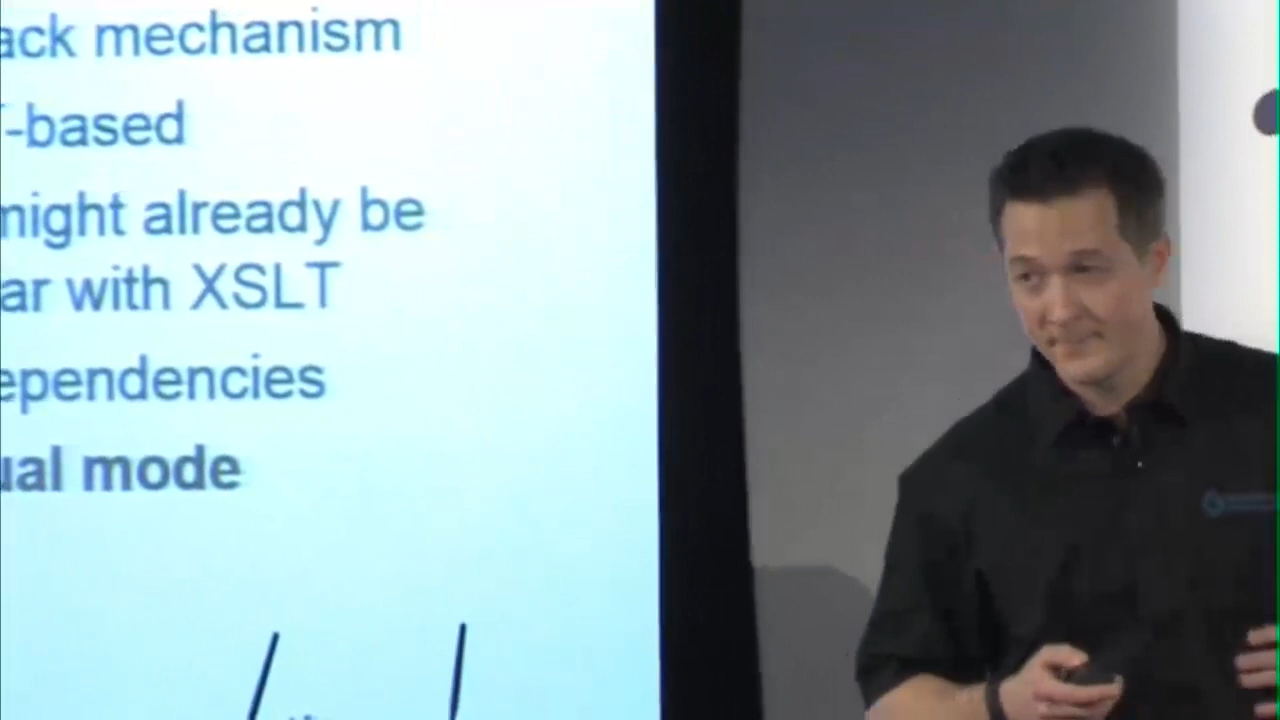 ack mechanism
-based
might already be
ar with XSLT
ependencies
ual mode